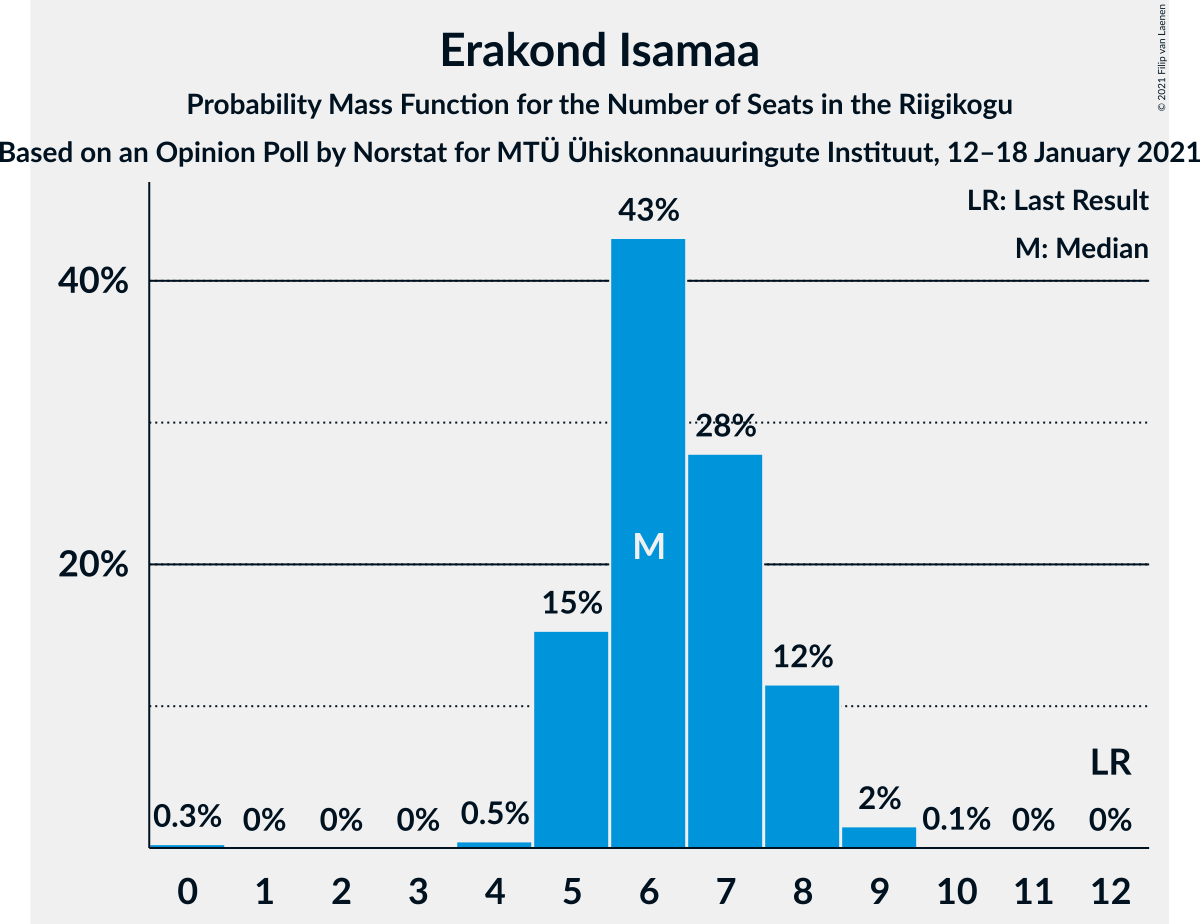 Erakond Isamaa
Probability Mass Function for the Number of Seats in the Riigikogu
Based on an Opinion Poll by Norstat for MTÜ Ühiskonnauuringute Instituut, 12–18 January 2021
© 2021 Filip van Laenen
LR: Last Result
M: Median
43%
40%
28%
M
20%
15%
12%
LR
0.3% 0% 0% 0% 0.5% 2% 0.1% 0% 0%
0 1 2 3 4 5 6 7 8 9 10 11 12